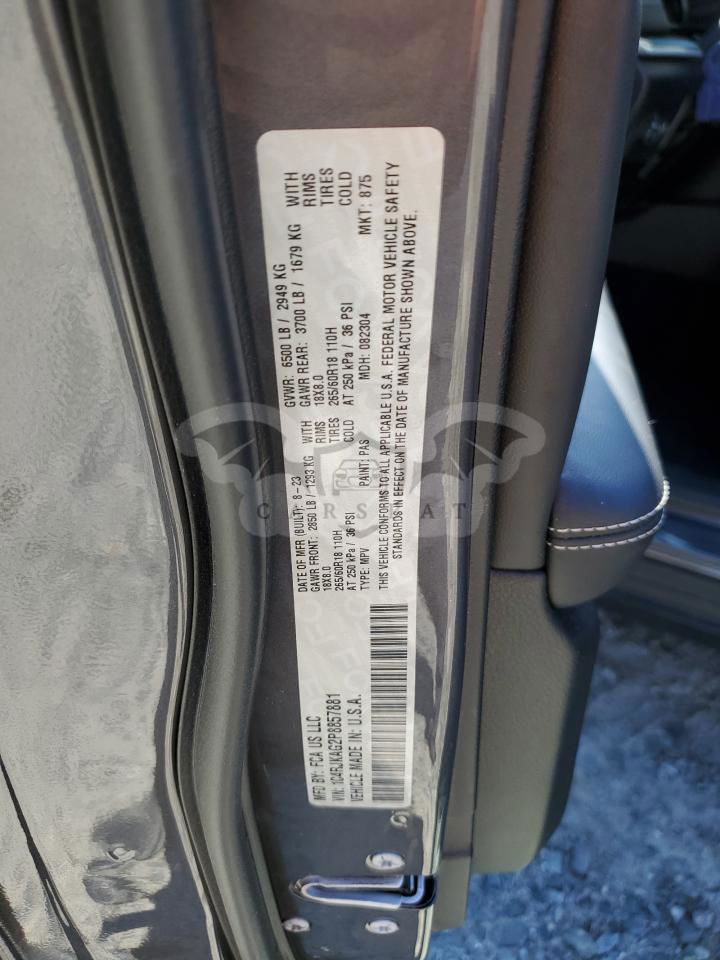 MFD BY: FCA US LLC
DATE OF MFR (BUILT): 8-23
GVWR: 6500 LB / 2949 KG
GAWR FRONT: 2850 LB / 1293 KG WITH
18X8.0 RIMS
265/60R18 110H TIRES
AT 250 kPa / 36 PSI COLD
GAWR REAR: 3700 LB / 1679 KG WITH
18X8.0 RIMS
265/60R18 110H TIRES
AT 250 kPa / 36 PSI COLD
VIN: 1C4RJKAG2P8857881
TYPE: MPV PAINT: PAS MDH: 082304 MKT: 875
VEHICLE MADE IN: U.S.A.
THIS VEHICLE CONFORMS TO ALL APPLICABLE U.S.A. FEDERAL MOTOR VEHICLE SAFETY
STANDARDS IN EFFECT ON THE DATE OF MANUFACTURE SHOWN ABOVE.